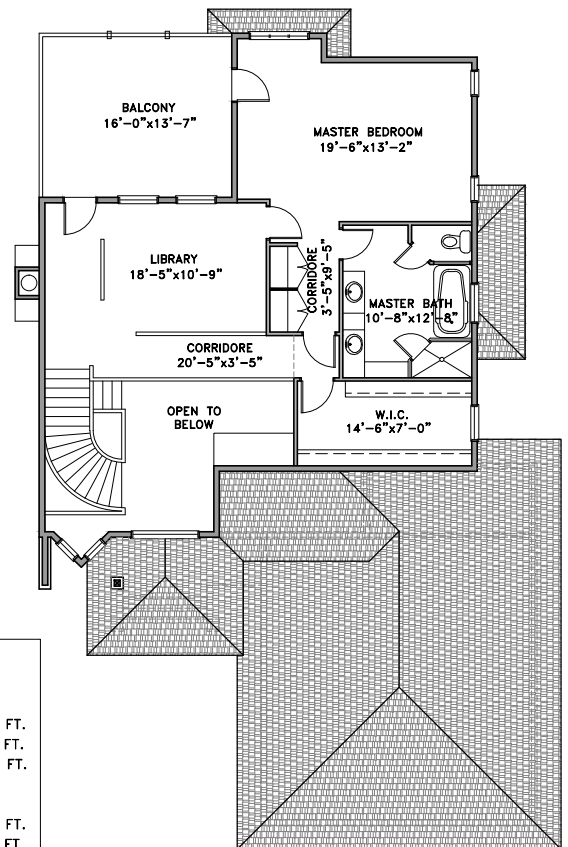 BALCONY
16'-0"x13'-7"
MASTER BEDROOM
19'-6"x13'-2"
LIBRARY
18'-5"x10'-9"
CORRIDORE
3'-5"x9'-5"
MASTER BATH
10'-8"x12'-8"
CORRIDORE
20'-5"x3'-5"
OPEN TO
BELOW
W.I.C.
14'-6"x7'-0"
FT.
FT.
FT.
FT.
FT.